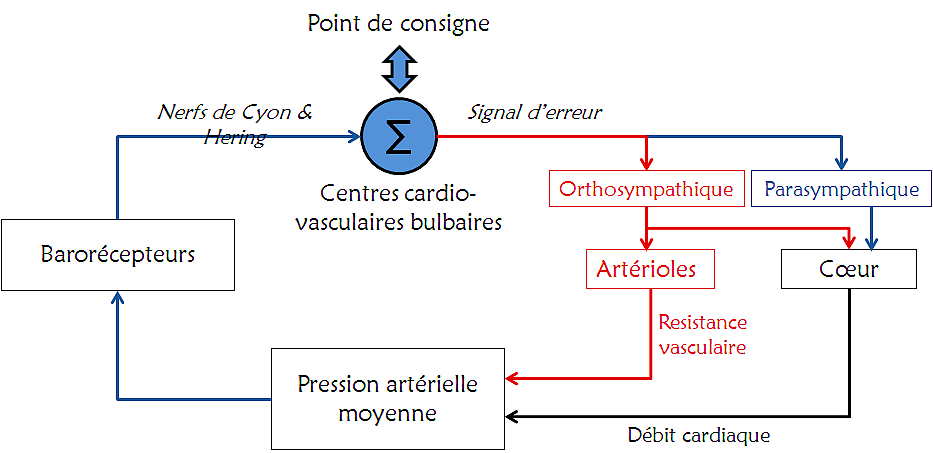 Point de consigne
Nerfs de Cyon &
Hering
Signal d'erreur
Σ
Centres cardio-
vasculaires bulbaires
Orthosympathique
Parasympathique
Barorécepteurs
Artérioles
Cœur
Resistance
vasculaire
Pression artérielle
moyenne
Débit cardiaque